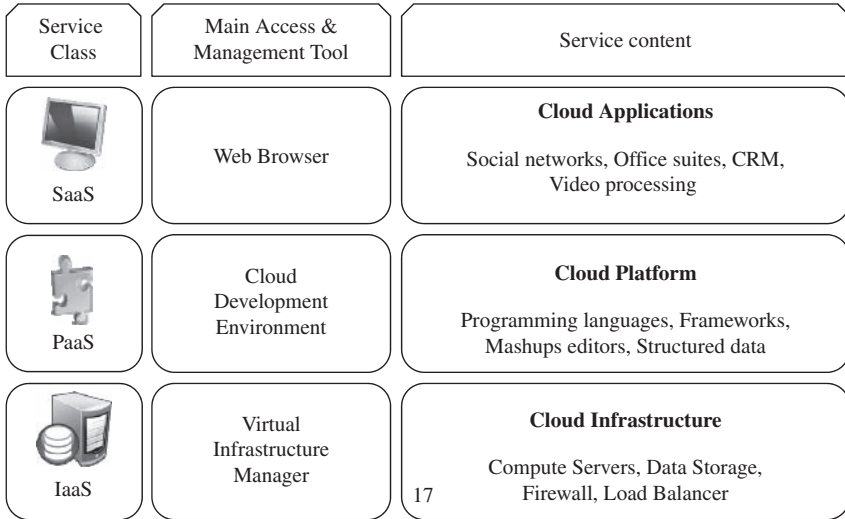 Service
Class
Main Access &
Management Tool
Service content
SaaS
Web Browser
Cloud Applications
Social networks, Office suites, CRM,
Video processing
PaaS
Cloud
Development
Environment
Cloud Platform
Programming languages, Frameworks,
Mashups editors, Structured data
IaaS
Virtual
Infrastructure
Manager
Cloud Infrastructure
Compute Servers, Data Storage,
Firewall, Load Balancer
17